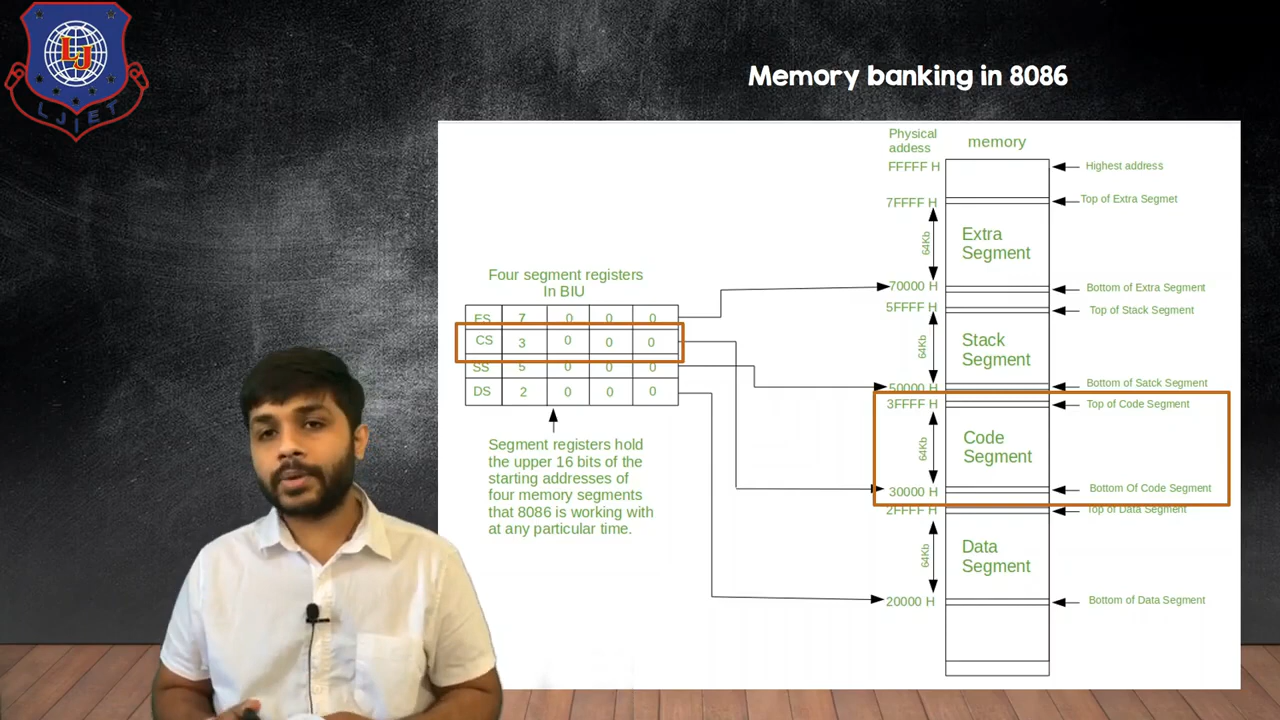 LJ
LJIET
Memory banking in 8086
Physical
addess
memory
FFFFF H
Highest address
7FFFF H
Top of Extra Segmet
64Kb
Extra
Segment
70000 H
Bottom of Extra Segment
5FFFF H
Top of Stack Segment
64Kb
Stack
Segment
50000 H
Bottom of Satck Segment
3FFFF H
Top of Code Segment
64Kb
Code
Segment
30000 H
Bottom Of Code Segment
2FFFF H
Top of Data Segment
64Kb
Data
Segment
20000 H
Bottom of Data Segment
Four segment registers
In BIU
ES 7 0 0 0
CS 3 0 0 0
SS 5 0 0 0
DS 2 0 0 0
Segment registers hold
the upper 16 bits of the
starting addresses of
four memory segments
that 8086 is working with
at any particular time.